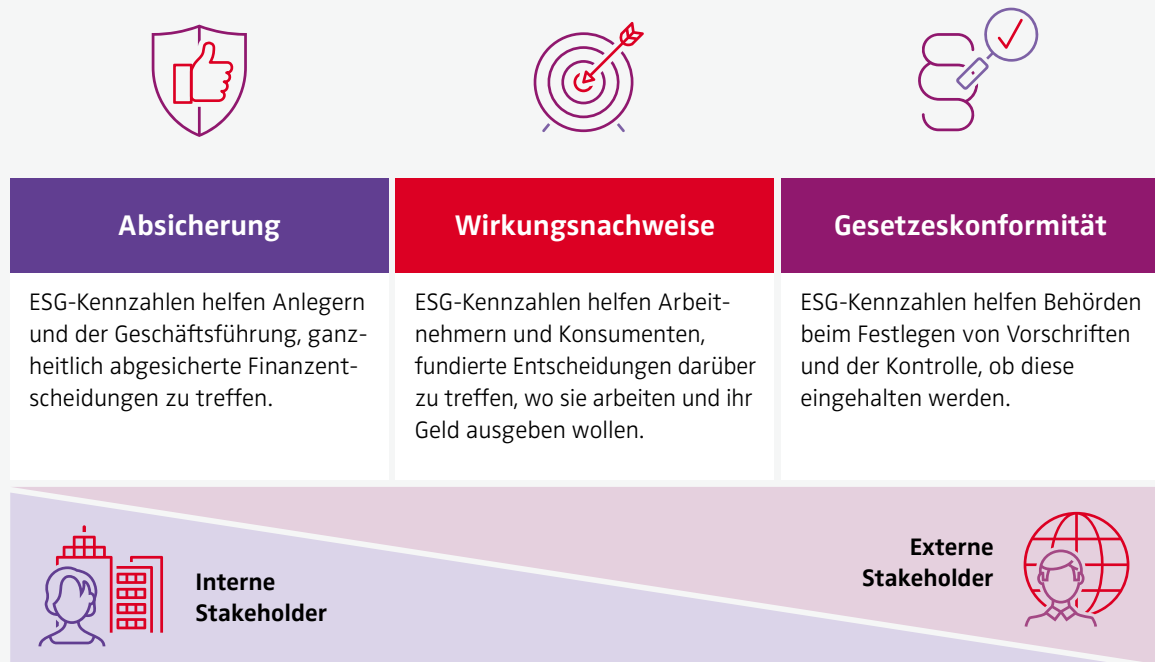 Absicherung
ESG-Kennzahlen helfen Anlegern
und der Geschäftsführung, ganz-
heitlich abgesicherte Finanzent-
scheidungen zu treffen.
Wirkungsnachweise
ESG-Kennzahlen helfen Arbeit-
nehmern und Konsumenten,
fundierte Entscheidungen darüber
zu treffen, wo sie arbeiten und ihr
Geld ausgeben wollen.
Gesetzeskonformität
ESG-Kennzahlen helfen Behörden
beim Festlegen von Vorschriften
und der Kontrolle, ob diese
eingehalten werden.
Interne
Stakeholder
Externe
Stakeholder